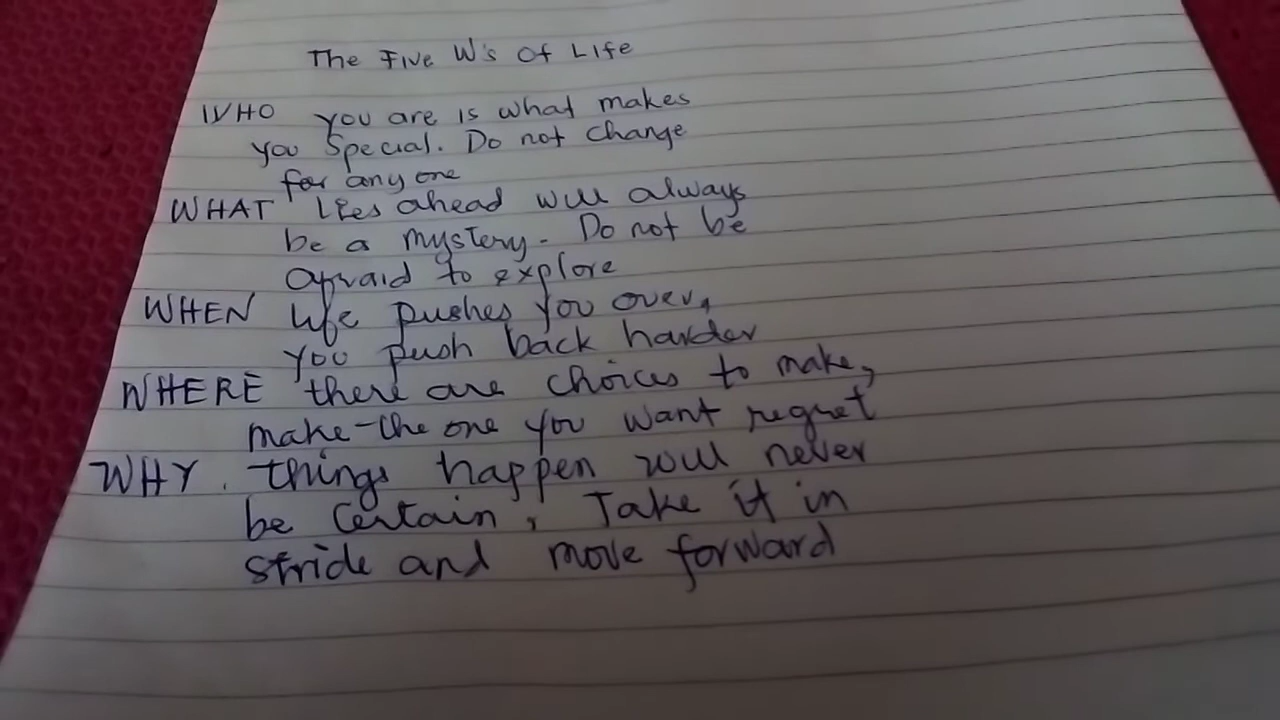 The Five W's Of Life
WHO you are is what makes
you special. Do not change
for anyone
WHAT lies ahead will always
be a mystery. Do not be
afraid to explore
WHEN life pushes you over,
you push back harder
WHERE there are choices to make,
make the one you want regret
WHY. things happen will never
be certain, Take it in
stride and move forward